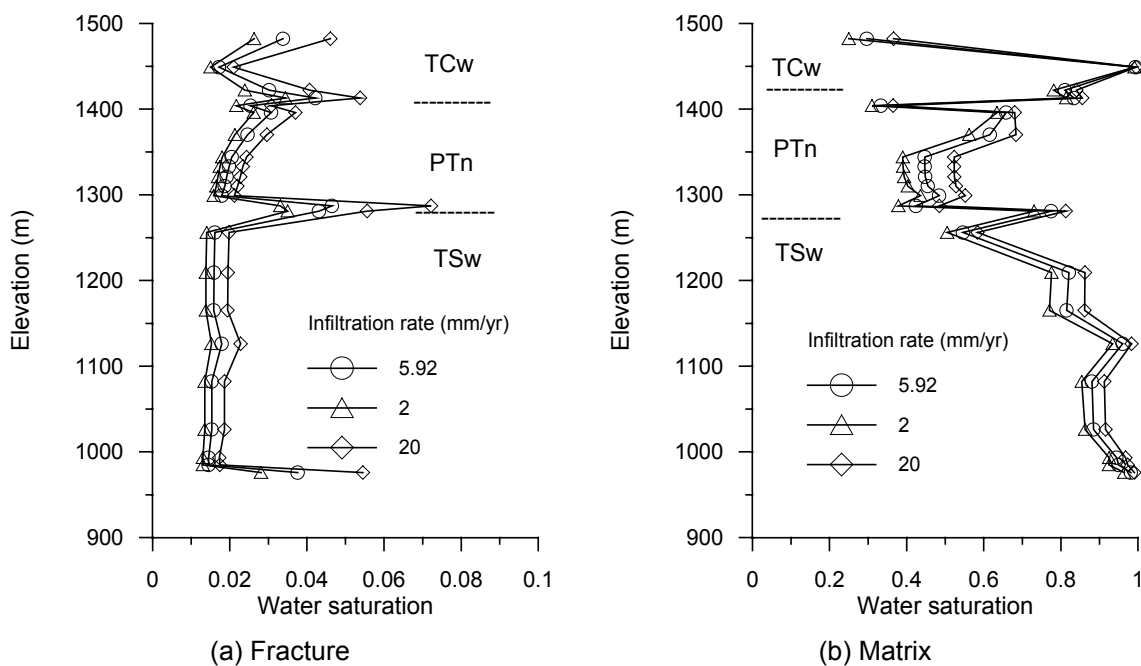 1500
1400
1300
1200
1100
1000
900
Elevation (m)
TCw
PTn
TSw
Infiltration rate (mm/yr)
5.92
2
20
0 0.02 0.04 0.06 0.08 0.1
Water saturation
(a) Fracture
1500
1400
1300
1200
1100
1000
900
Elevation (m)
TCw
PTn
TSw
Infiltration rate (mm/yr)
5.92
2
20
0 0.2 0.4 0.6 0.8 1
Water saturation
(b) Matrix